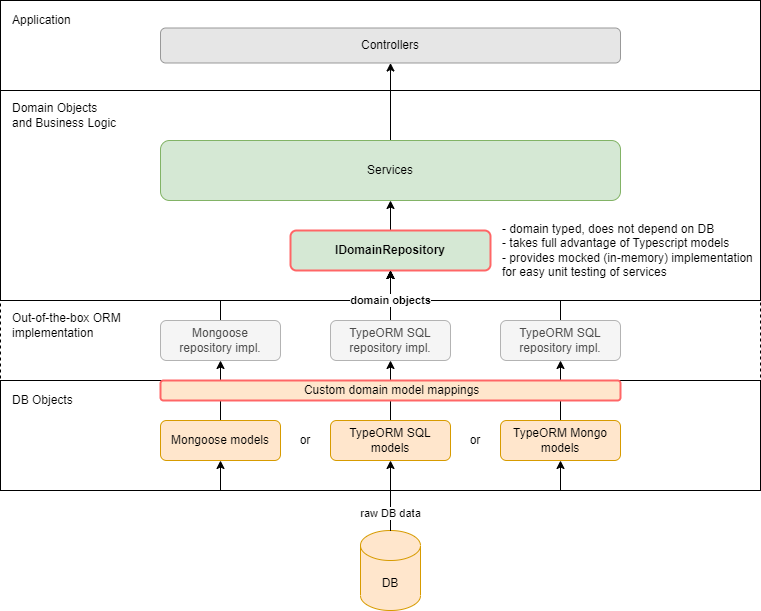 Application
Controllers
Domain Objects
and Business Logic
Services
IDomainRepository
- domain typed, does not depend on DB
- takes full advantage of Typescript models
- provides mocked (in-memory) implementation
for easy unit testing of services
domain objects
Out-of-the-box ORM
implementation
Mongoose
repository impl.
TypeORM SQL
repository impl.
TypeORM SQL
repository impl.
Custom domain model mappings
DB Objects
Mongoose models
or
TypeORM SQL
models
or
TypeORM Mongo
models
raw DB data
DB